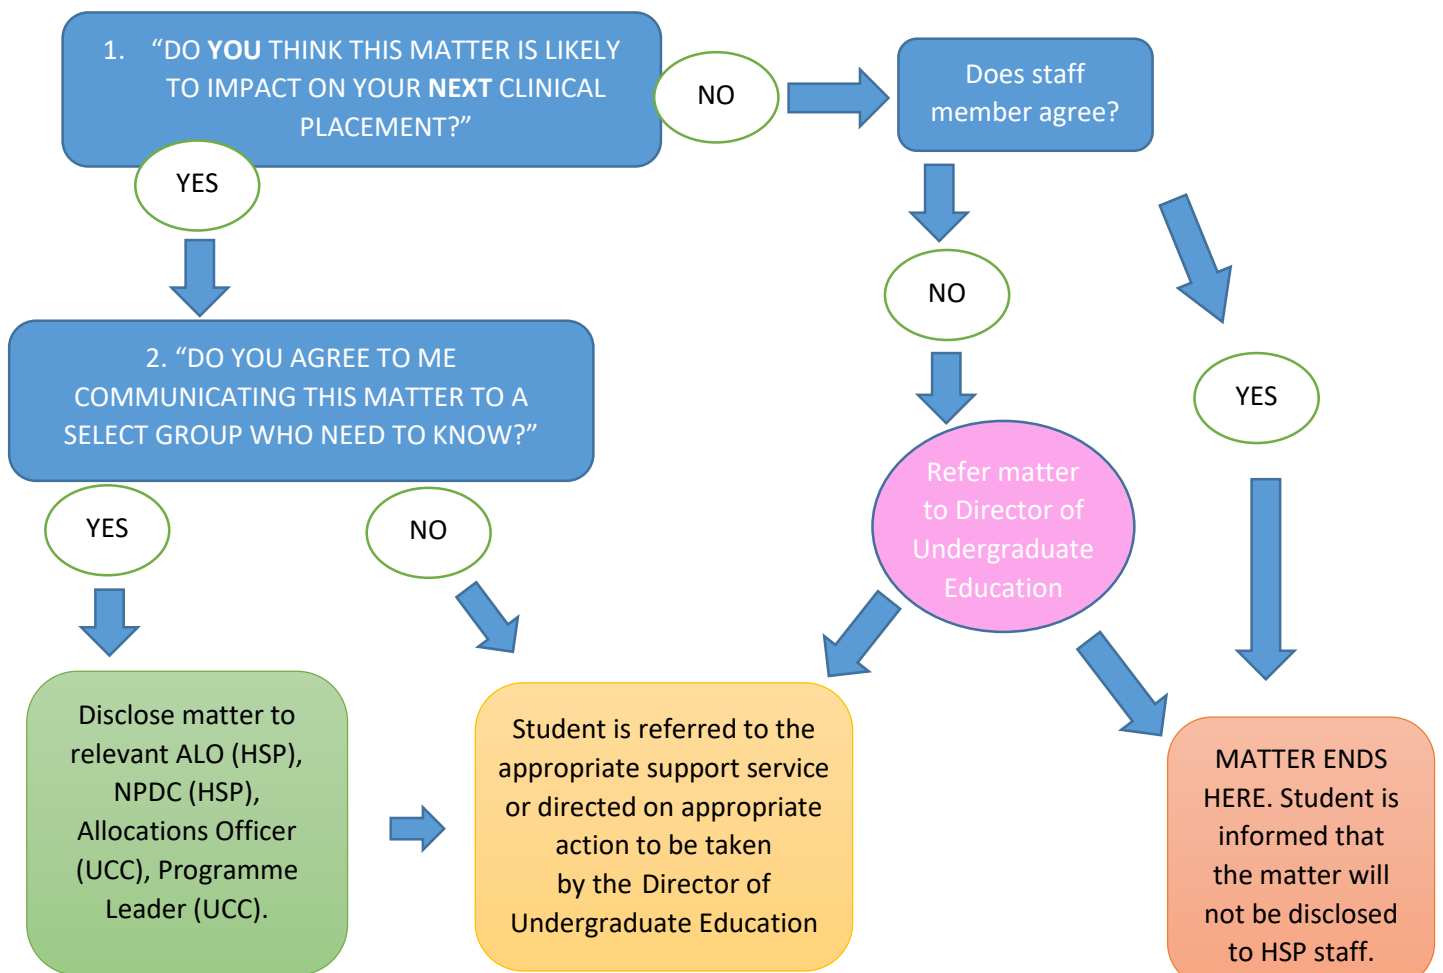 1. “DO YOU THINK THIS MATTER IS LIKELY
TO IMPACT ON YOUR NEXT CLINICAL
PLACEMENT?”
NO
Does staff
member agree?
YES
NO
2. “DO YOU AGREE TO ME
COMMUNICATING THIS MATTER TO A
SELECT GROUP WHO NEED TO KNOW?”
YES
Refer matter
to Director of
Undergraduate
Education
YES
NO
Disclose matter to
relevant ALO (HSP),
NPDC (HSP),
Allocations Officer
(UCC), Programme
Leader (UCC).
Student is referred to the
appropriate support service
or directed on appropriate
action to be taken
by the Director of
Undergraduate Education
MATTER ENDS
HERE. Student is
informed that
the matter will
not be disclosed
to HSP staff.